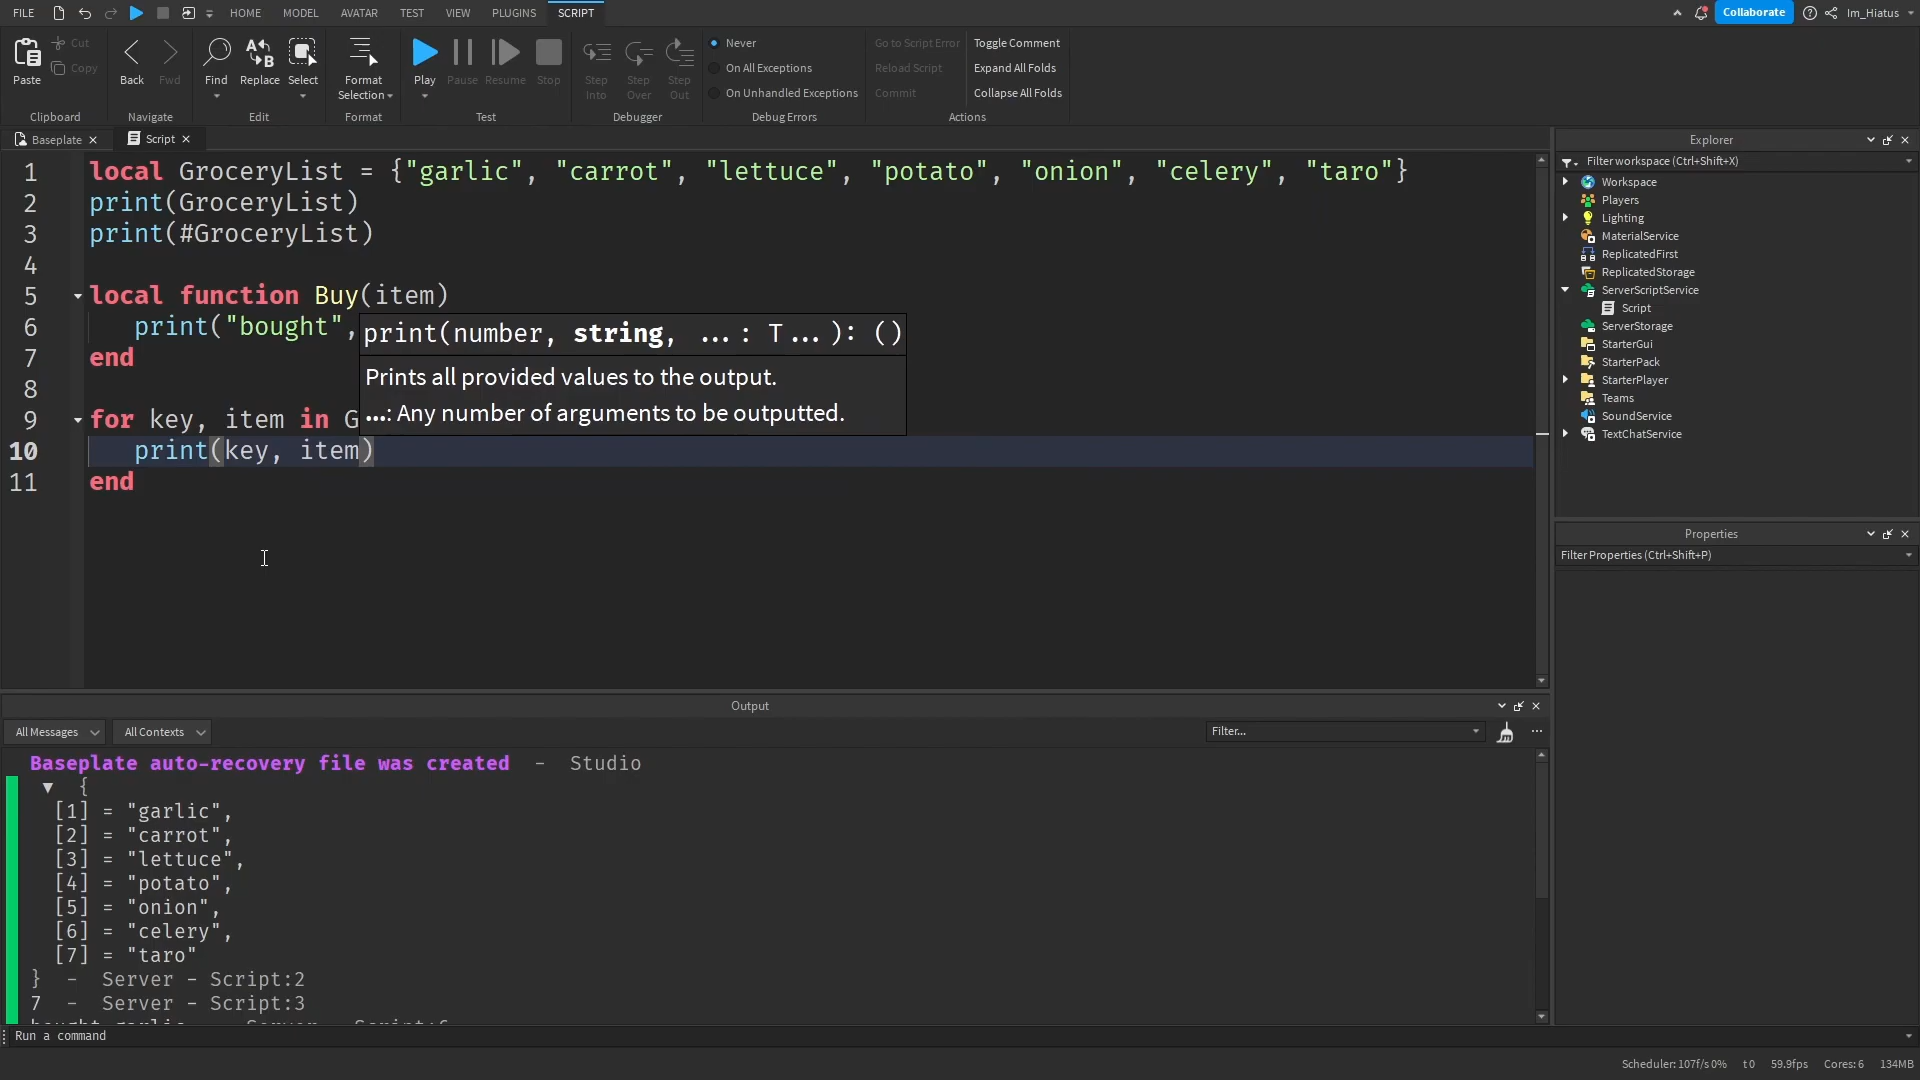 FILE HOME MODEL AVATAR TEST VIEW PLUGINS SCRIPT Collaborate Im_Hiatus
Paste Cut Copy Back Fwd Find Replace Select Format Selection Play Pause Resume Stop Step Into Step Over Step Out
Never Go to Script Error Toggle Comment
On All Exceptions Reload Script Expand All Folds
On Unhandled Exceptions Commit Collapse All Folds
Clipboard Navigate Edit Format Test Debugger Debug Errors Actions
Baseplate Script
1 local GroceryList = {"garlic", "carrot", "lettuce", "potato", "onion", "celery", "taro"}
2 print(GroceryList)
3 print(#GroceryList)
4
5 local function Buy(item)
6 print("bought",
7 end
8
9 for key, item in G
10 print(key, item)
11 end
print(number, string, ...: T...): ()
Prints all provided values to the output.
...: Any number of arguments to be outputted.
Explorer
Filter workspace (Ctrl+Shift+X)
Workspace
Players
Lighting
MaterialService
ReplicatedFirst
ReplicatedStorage
ServerScriptService
Script
ServerStorage
StarterGui
StarterPack
StarterPlayer
Teams
SoundService
TextChatService
Properties
Filter Properties (Ctrl+Shift+P)
Output
All Messages All Contexts Filter... ...
Baseplate auto-recovery file was created - Studio
{
[1] = "garlic",
[2] = "carrot",
[3] = "lettuce",
[4] = "potato",
[5] = "onion",
[6] = "celery",
[7] = "taro"
} - Server - Script:2
7 - Server - Script:3
Run a command
Scheduler: 107f/s 0% t 0 59.9fps Cores: 6 134MB